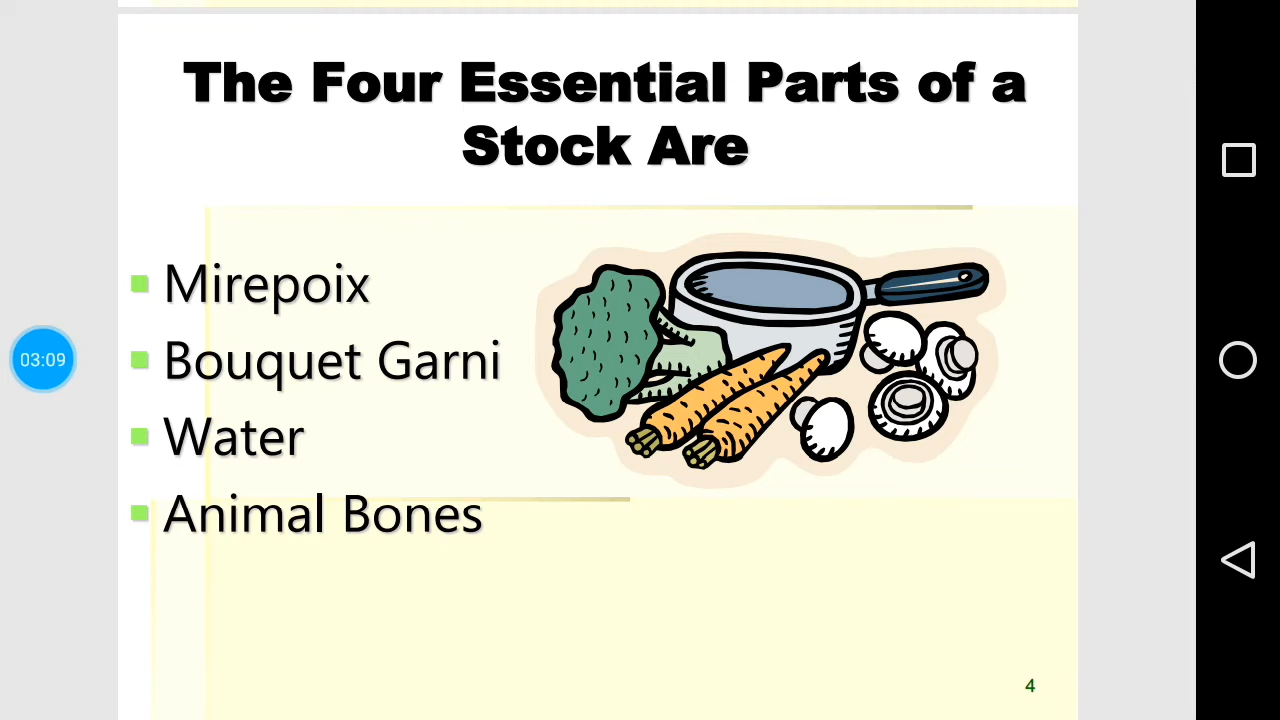 The Four Essential Parts of a
Stock Are
Mirepoix
Bouquet Garni
Water
Animal Bones
03:09
4